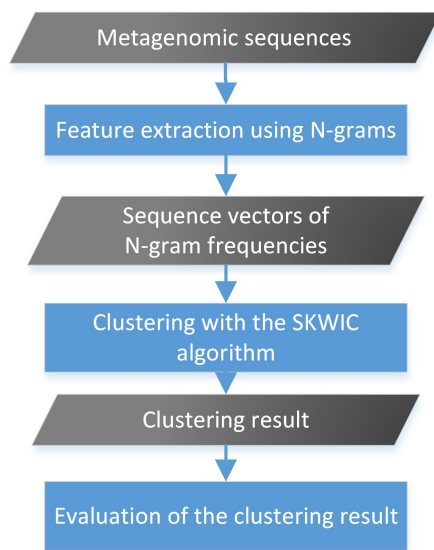 Metagenomic sequences
Feature extraction using N-grams
Sequence vectors of
N-gram frequencies
Clustering with the SKWIC
algorithm
Clustering result
Evaluation of the clustering result